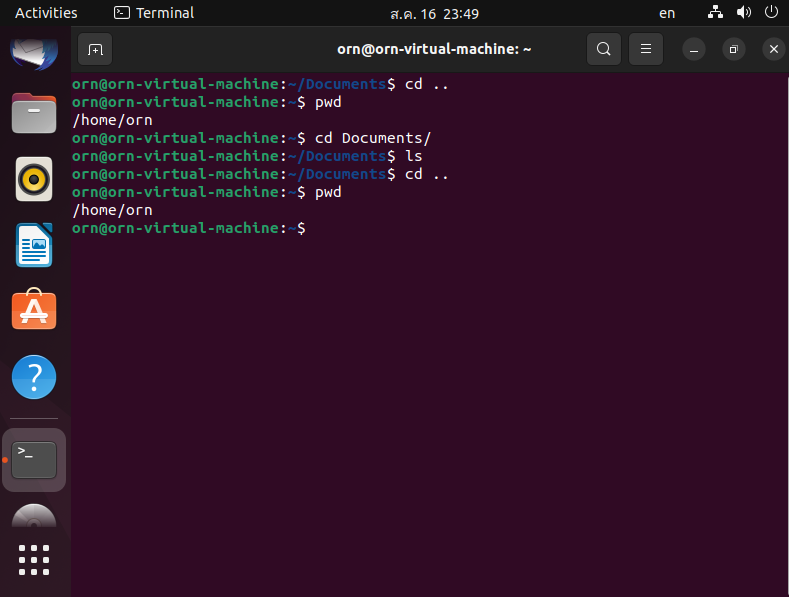 Activities
Terminal
ส.ค. 16 23:49
en
orn@orn-virtual-machine: ~
orn@orn-virtual-machine:~/Documents$ cd ..
orn@orn-virtual-machine:~$ pwd
/home/orn
orn@orn-virtual-machine:~$ cd Documents/
orn@orn-virtual-machine:~/Documents$ ls
orn@orn-virtual-machine:~/Documents$ cd ..
orn@orn-virtual-machine:~$ pwd
/home/orn
orn@orn-virtual-machine:~$